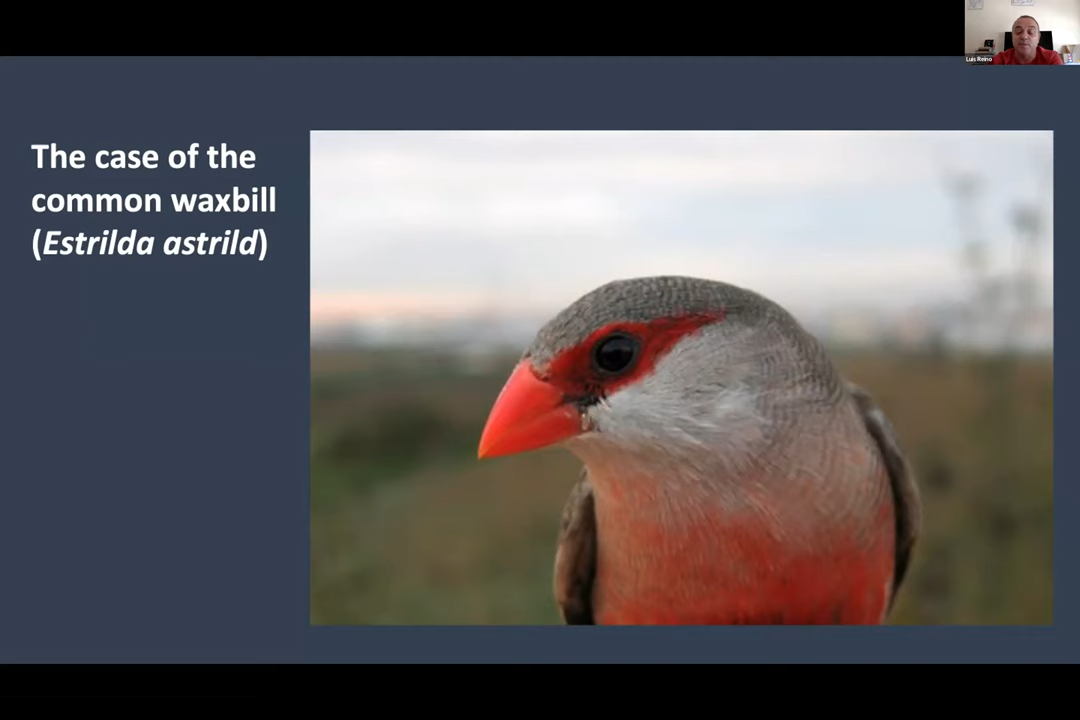 Luis Reino
The case of the
common waxbill
(Estrilda astrild)